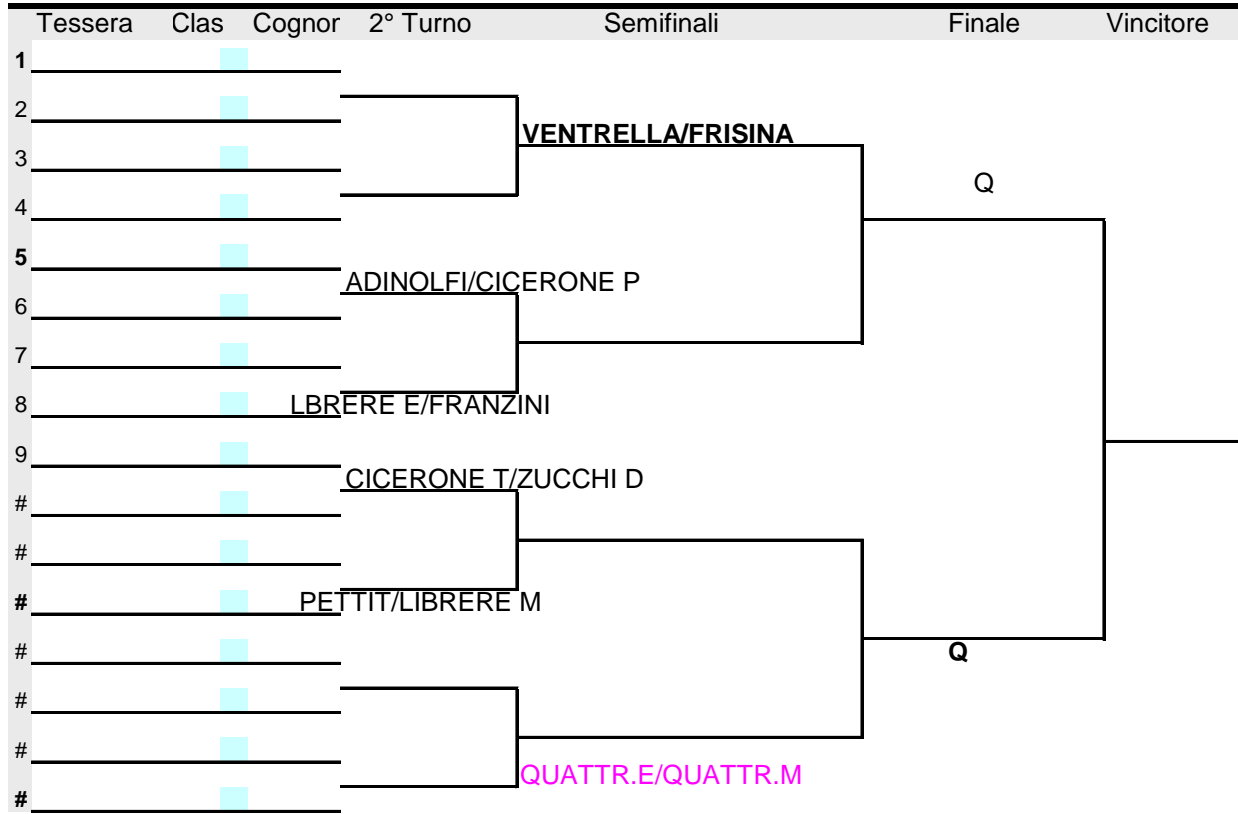 Tessera Clas Cognor 2° Turno Semifinali Finale Vincitore
1
2
VENTRELLA/FRISINA
3
Q
4
5
ADINOLFI/CICERONE P
6
7
8 LBRERE E/FRANZINI
9
CICERONE T/ZUCCHI D
#
#
# PETTIT/LIBRERE M
#
Q
#
#
QUATTR.E/QUATTR.M
#